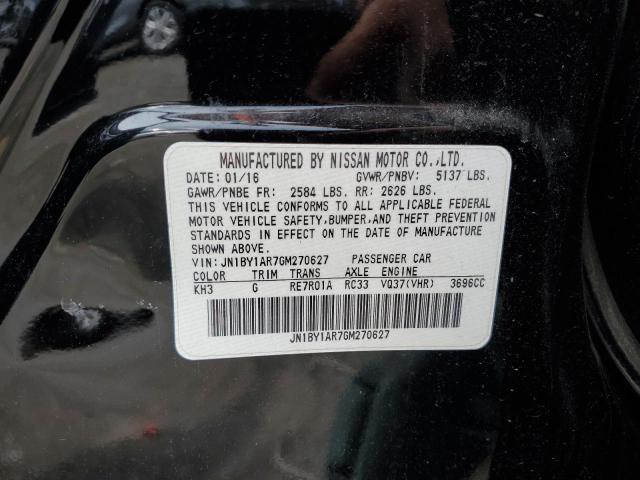 MANUFACTURED BY NISSAN MOTOR CO.,LTD.
DATE: 01/16 GVWR/PNBV: 5137 LBS.
GAWR/PNBE FR: 2584 LBS. RR: 2626 LBS.
THIS VEHICLE CONFORMS TO ALL APPLICABLE FEDERAL
MOTOR VEHICLE SAFETY,BUMPER,AND THEFT PREVENTION
STANDARDS IN EFFECT ON THE DATE OF MANUFACTURE
SHOWN ABOVE.
VIN: JN1BY1AR7GM270627 PASSENGER CAR
COLOR TRIM TRANS AXLE ENGINE
KH3 G RE7R01A RC33 VQ37(VHR) 3696CC
JN1BY1AR7GM270627